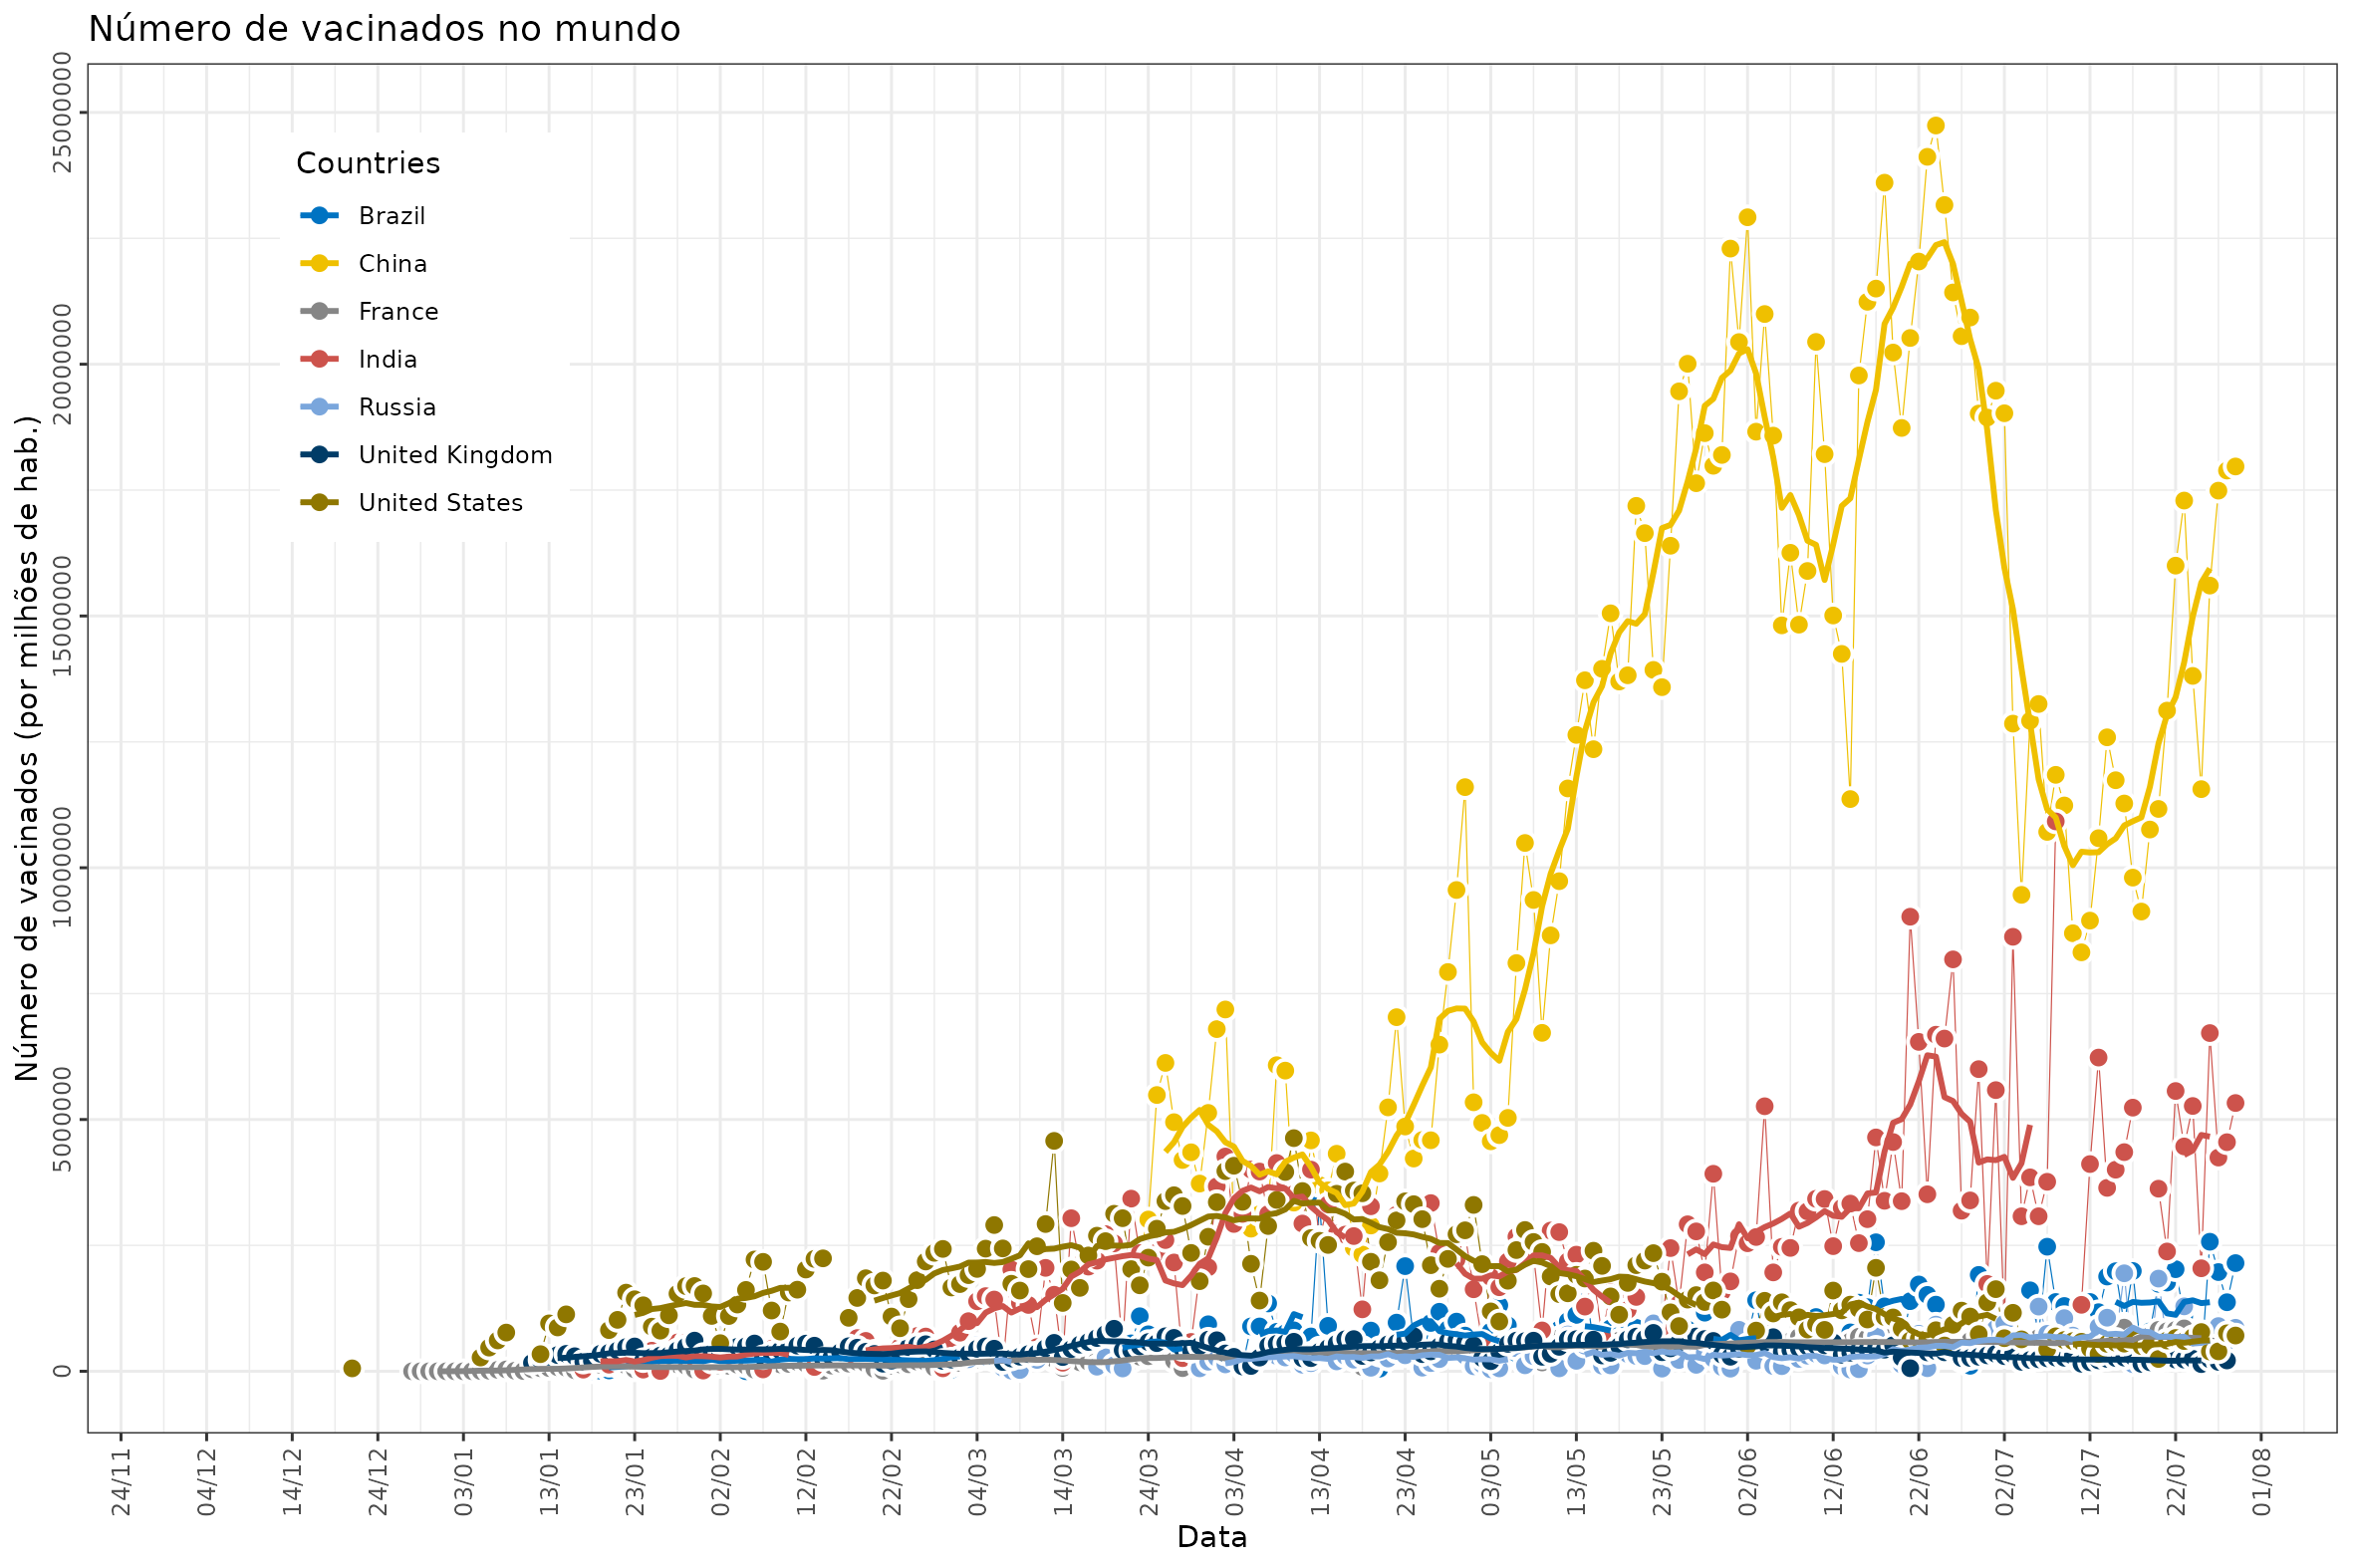 Número de vacinados no mundo
Número de vacinados (por milhões de hab.)
25000000
20000000
15000000
10000000
5000000
0
Countries
Brazil
China
France
India
Russia
United Kingdom
United States
24/11
04/12
14/12
24/12
03/01
13/01
23/01
02/02
12/02
22/02
04/03
14/03
24/03
03/04
13/04
23/04
03/05
13/05
23/05
02/06
12/06
22/06
02/07
12/07
22/07
01/08
Data